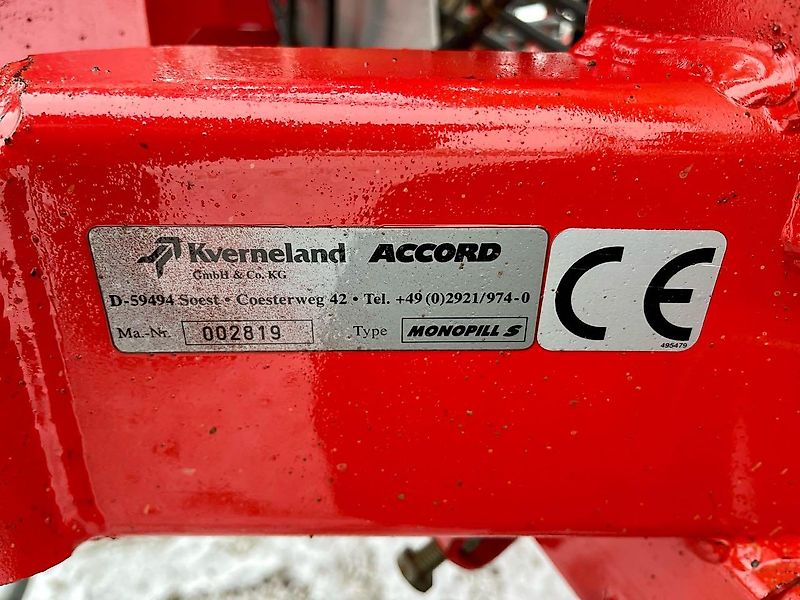 Kverneland ACCORD
GmbH & Co. KG
D-59494 Soest • Coesterweg 42 • Tel. +49 (0)2921/974-0
Ma.-Nr. 002819 Type MONOPILL S
CE
495479